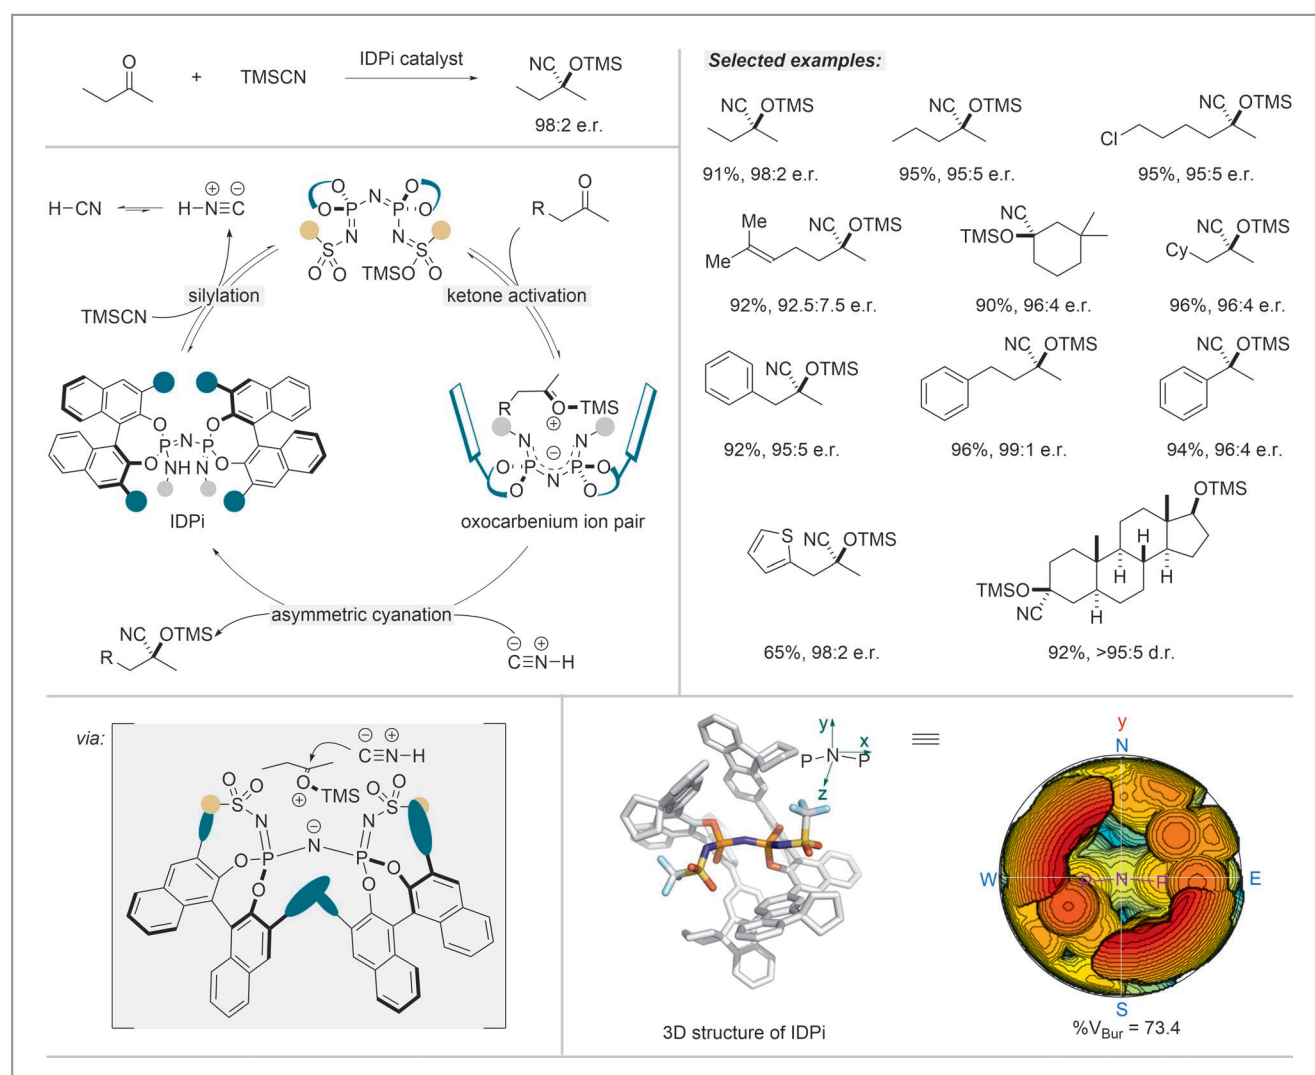 O
+
TMSCN
IDPi catalyst
NC OTMS
98:2 e.r.
Selected examples:
NC OTMS
91%, 98:2 e.r.
NC OTMS
95%, 95:5 e.r.
Cl
NC OTMS
95%, 95:5 e.r.
Me
Me
NC OTMS
92%, 92.5:7.5 e.r.
NC
TMSO
90%, 96:4 e.r.
NC OTMS
Cy
96%, 96:4 e.r.
NC OTMS
92%, 95:5 e.r.
NC OTMS
96%, 99:1 e.r.
NC OTMS
94%, 96:4 e.r.
S
NC OTMS
65%, 98:2 e.r.
OTMS
H
H
H
H
TMSO
NC
92%, >95:5 d.r.
H−CN
H−N≡C
⊕ ⊖
O O
P N P
O O
N N
S S
O O
TMSO O
O
R
silylation
ketone activation
TMSCN
O O
P N P
O O
NH N
IDPi
R
O−TMS
⊕
N ⊖ N
P N P
O O
O O
oxocarbenium ion pair
asymmetric cyanation
NC OTMS
R
⊖ ⊕
C≡N−H
via:
⊖ ⊕
C≡N−H
O
⊕ TMS
O O
S S
O O
N N
⊖
O P N P O
O O
y
x
P N P
z
3D structure of IDPi
y
N
W
P N P
E
S
%VBur = 73.4